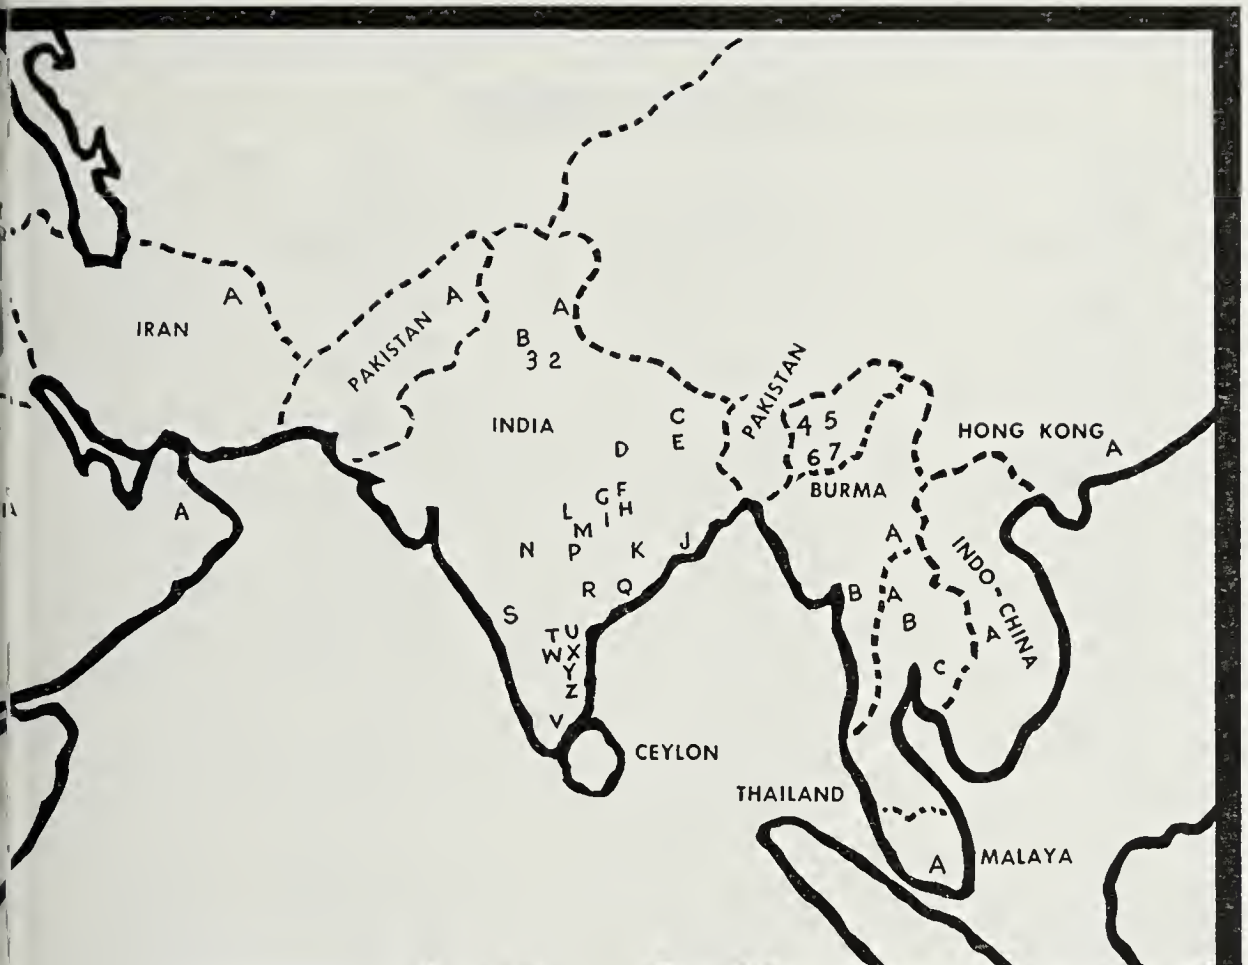 A
A
IRAN
A
PAKISTAN
B
3 2
PAKISTAN
C
INDIA
E
4 5
HONG KONG
A
D
6 7
BURMA
G F
L I H
A
M
A
INDO-CHINA
N P K J
R Q
B
A
S
B
A
T U
W X
C
Y
Z
V
CEYLON
THAILAND
MALAYA
A